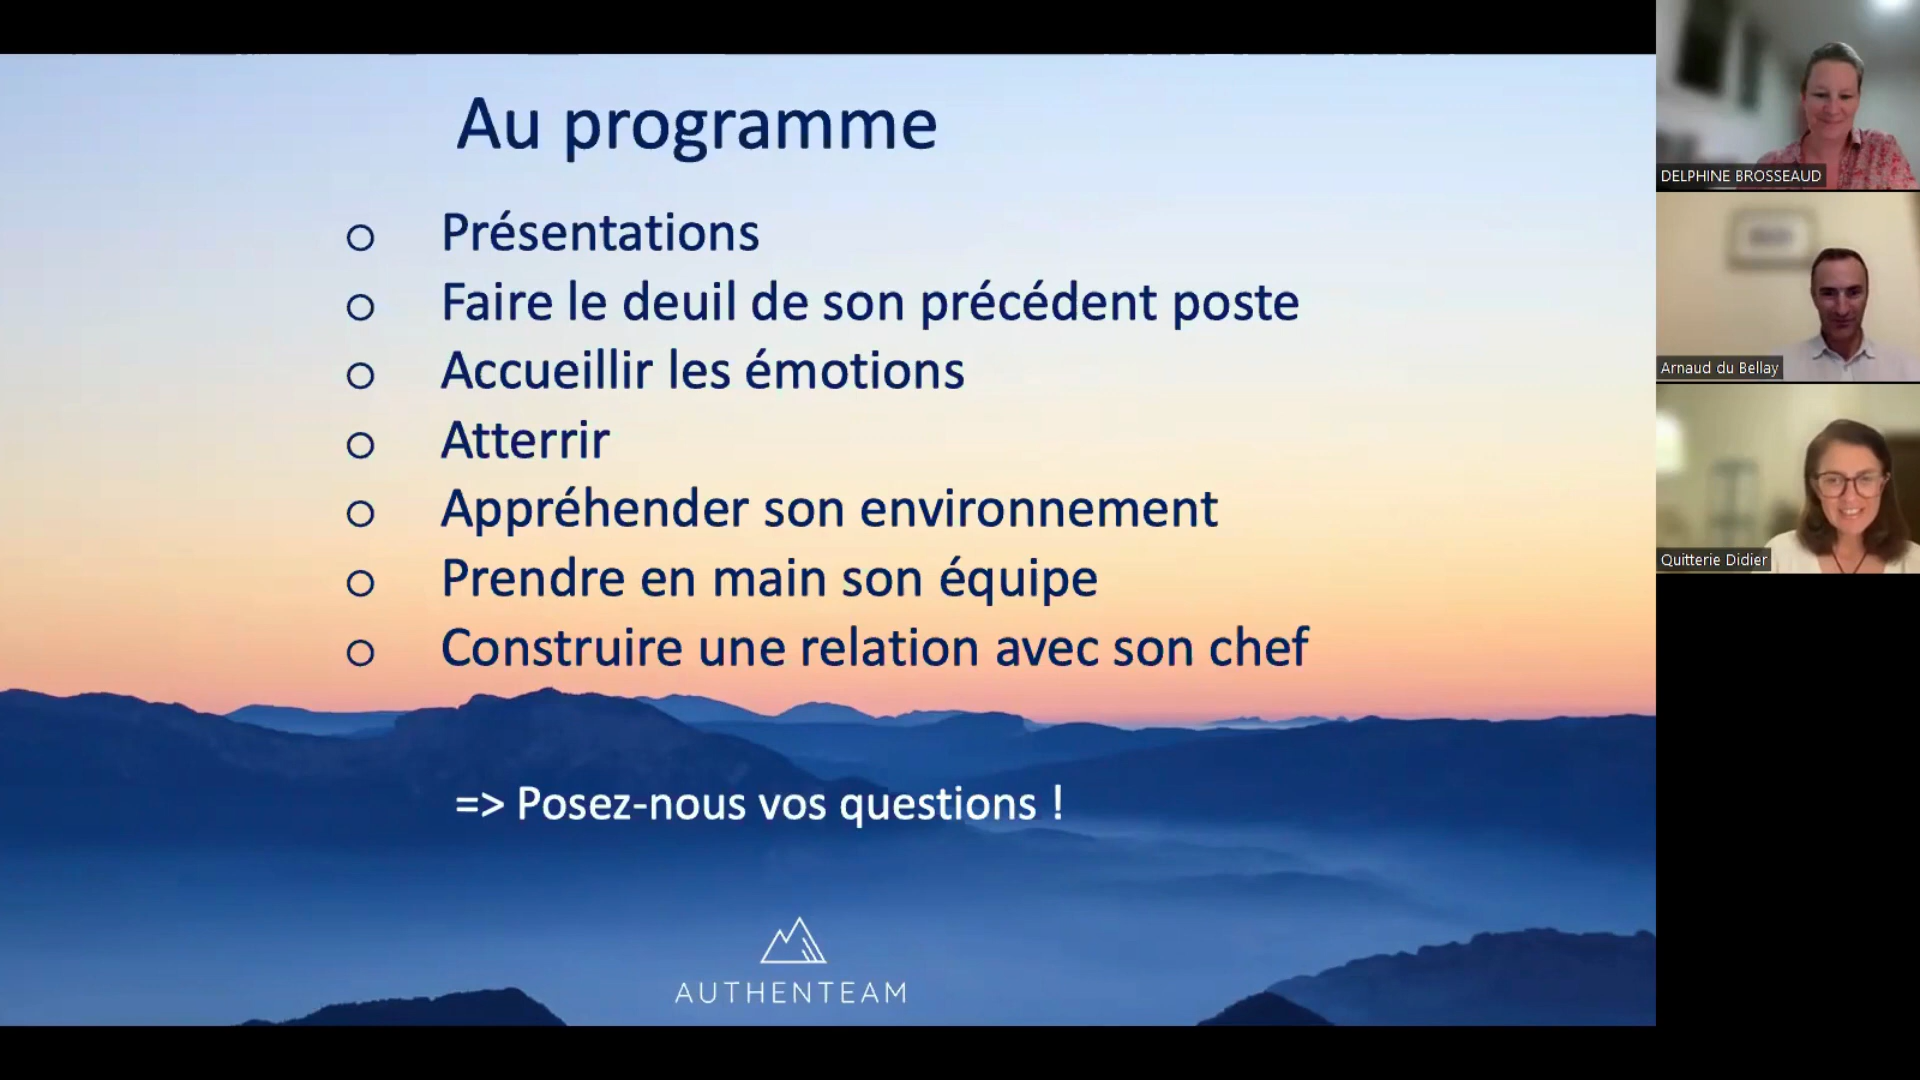 Au programme
Présentations
Faire le deuil de son précédent poste
Accueillir les émotions
Atterrir
Appréhender son environnement
Prendre en main son équipe
Construire une relation avec son chef
=> Posez-nous vos questions !
AUTHENTEAM
DELPHINE BROSSEAUD
Arnaud du Bellay
Quitterie Didier